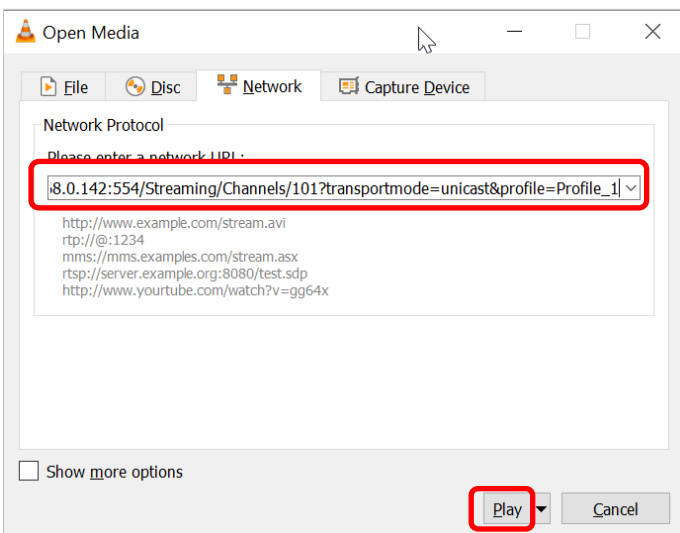 Open Media
File Disc Network Capture Device
Network Protocol
Please enter a network URL:
8.0.142:554/Streaming/Channels/101?transportmode=unicast&profile=Profile_1
http://www.example.com/stream.avi
rtp://@:1234
mms://mms.examples.com/stream.asx
rtsp://server.example.org:8080/test.sdp
http://www.yourtube.com/watch?v=gg64x
Show more options
Play Cancel